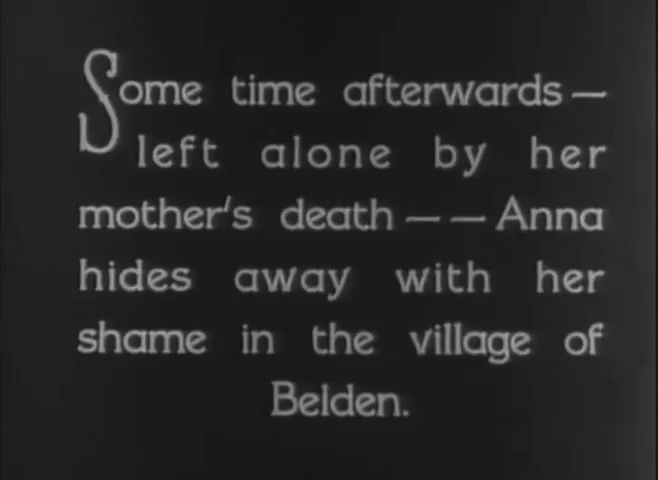 Some time afterwards —
left alone by her
mother's death — — Anna
hides away with her
shame in the village of
Belden.